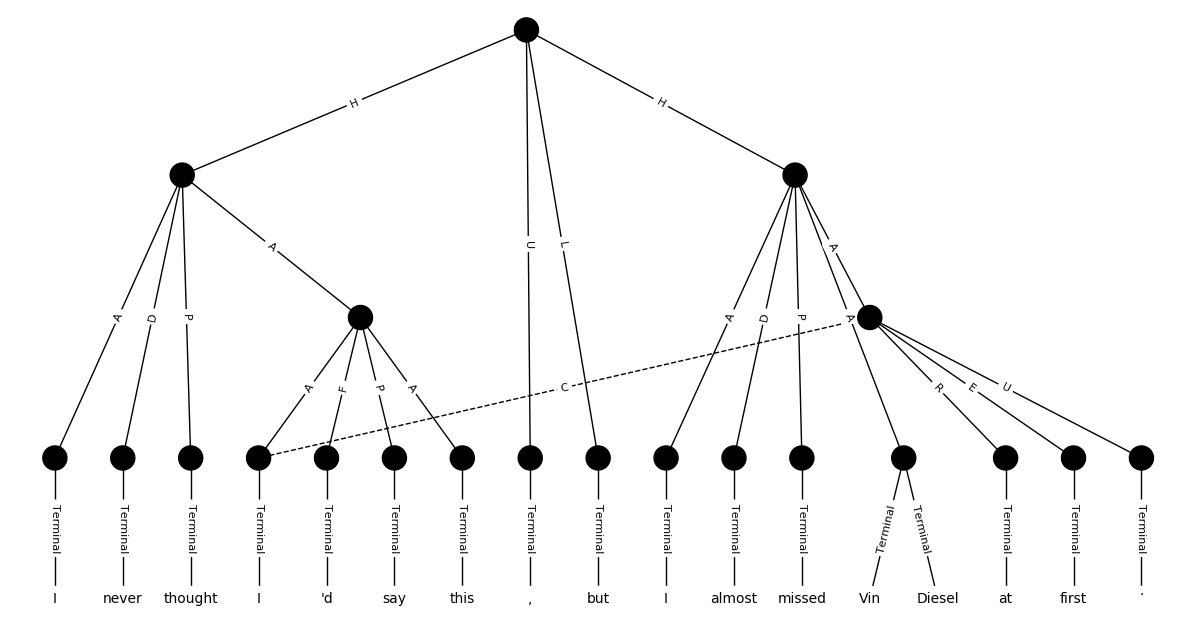 H H
A U L A
A D P A D P A
A F P A C R E U
Terminal Terminal Terminal Terminal Terminal Terminal Terminal Terminal Terminal Terminal Terminal Terminal Terminal Terminal Terminal Terminal Terminal
I never thought I 'd say this , but I almost missed Vin Diesel at first .